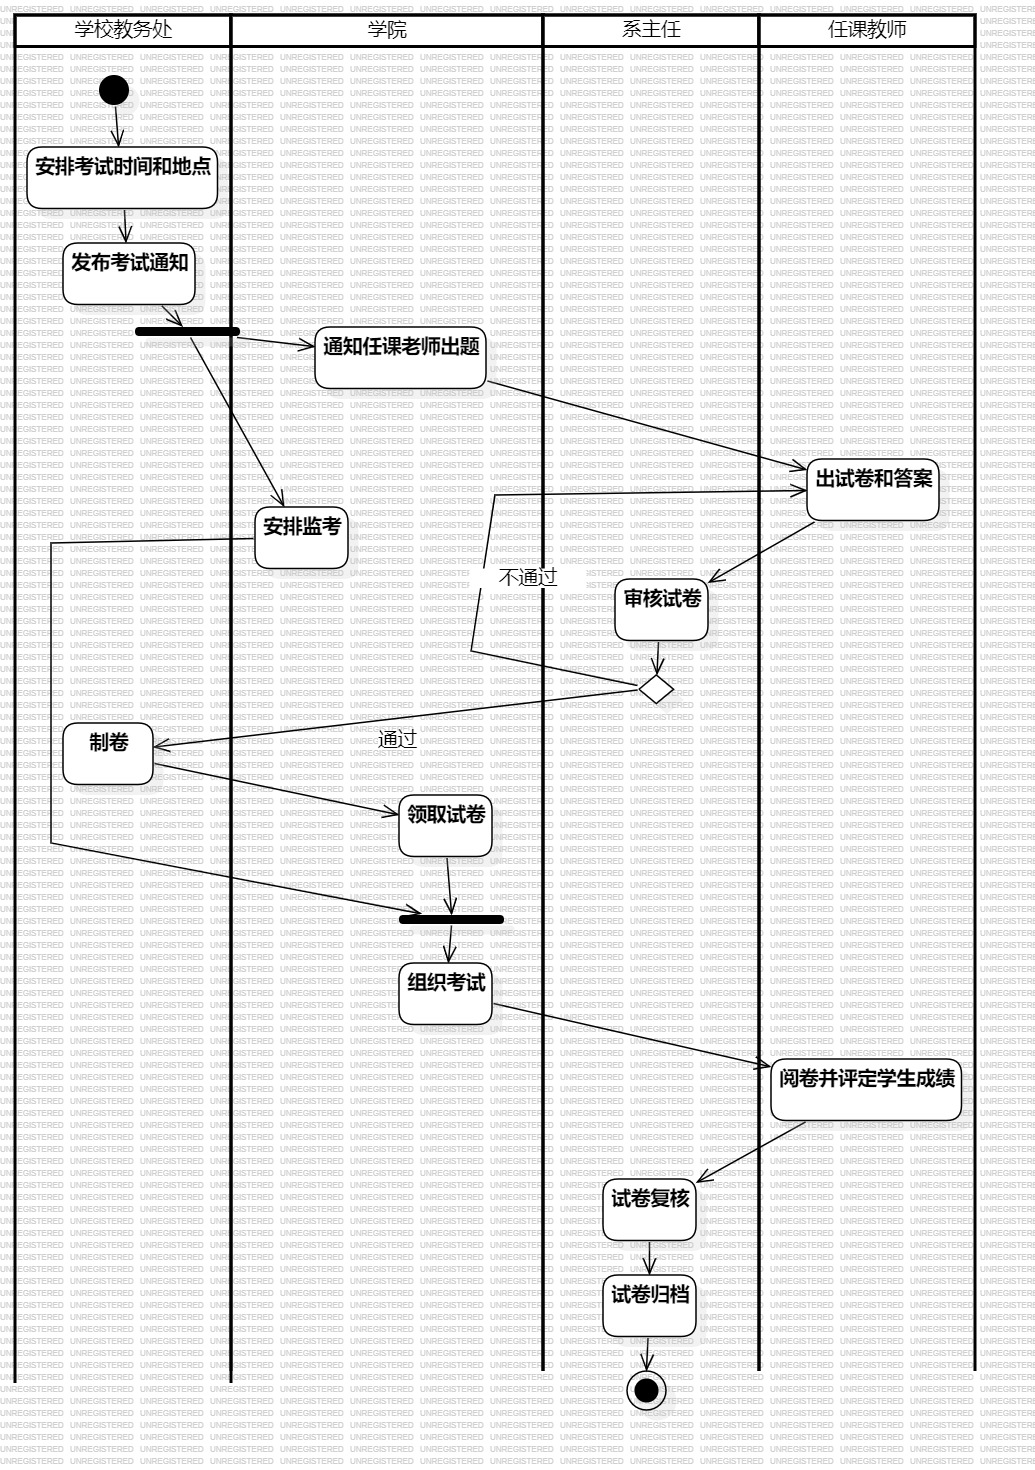 学校教务处
学院
系主任
任课教师
安排考试时间和地点
发布考试通知
通知任课老师出题
出试卷和答案
安排监考
不通过
审核试卷
通过
制卷
领取试卷
组织考试
阅卷并评定学生成绩
试卷复核
试卷归档
UNREGISTERED